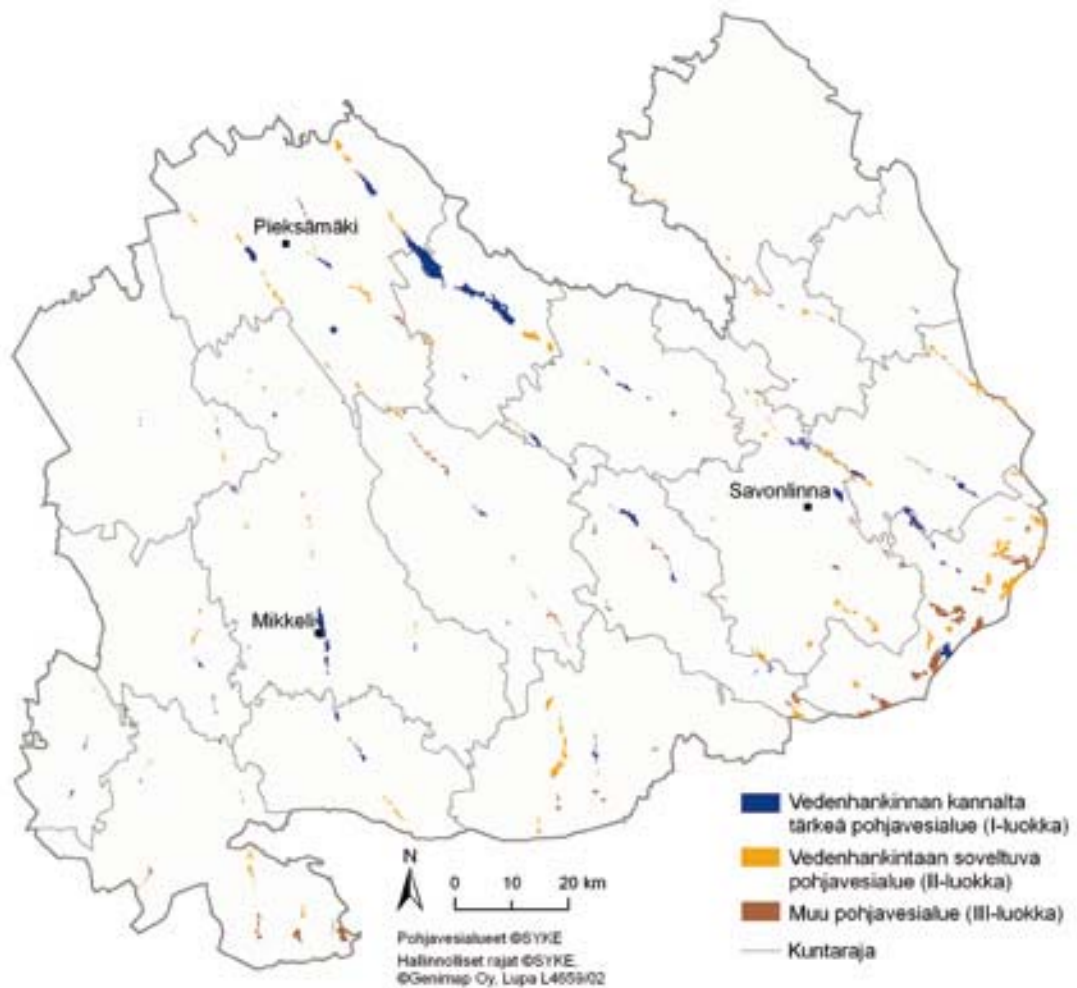 Pieksämäki
Savonlinna
Mikkeli
Vedenhankinnan kannalta
tärkeä pohjavesialue (I-luokka)
Vedenhankintaan soveltuva
pohjavesialue (II-luokka)
Muu pohjavesialue (III-luokka)
Kuntaraja
N
0 10 20 km
Pohjavesialueet ©SYKE
Hallinnolliset rajat ©SYKE,
©Genimap Oy, Lupa L4659/02